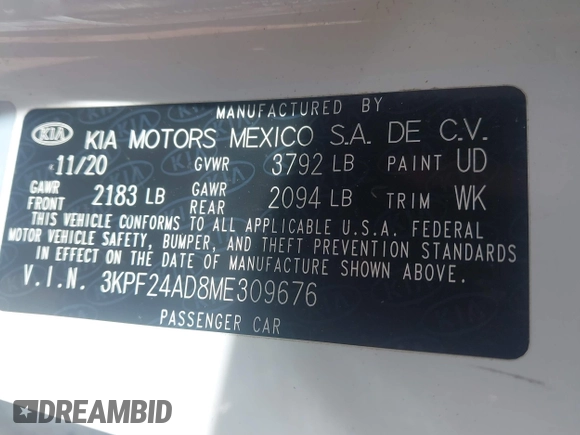 MANUFACTURED BY
KIA KIA MOTORS MEXICO S.A. DE C.V.
11/20 GVWR 3792 LB PAINT UD
GAWR FRONT 2183 LB GAWR REAR 2094 LB TRIM WK
THIS VEHICLE CONFORMS TO ALL APPLICABLE U.S.A. FEDERAL
MOTOR VEHICLE SAFETY, BUMPER, AND THEFT PREVENTION STANDARDS
IN EFFECT ON THE DATE OF MANUFACTURE SHOWN ABOVE.
V.I.N. 3KPF24AD8ME309676
PASSENGER CAR
DREAMBID